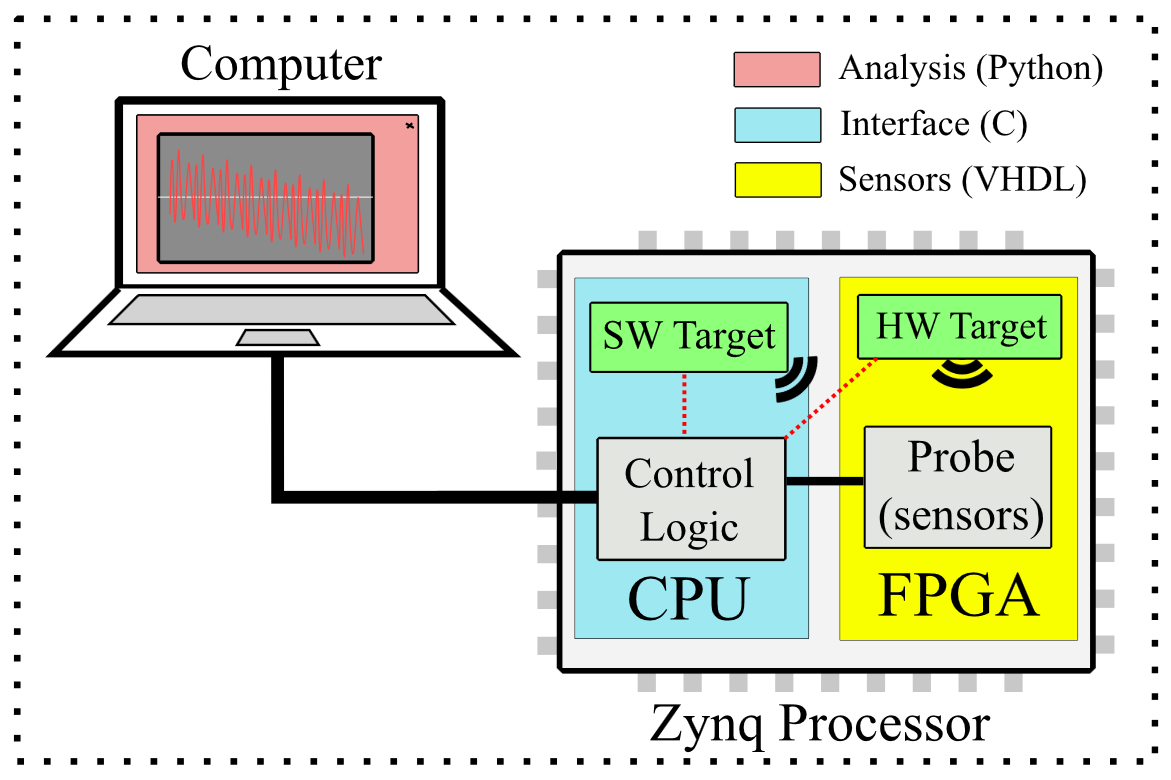 Computer
Analysis (Python)
Interface (C)
Sensors (VHDL)
SW Target
HW Target
Control
Logic
Probe
(sensors)
CPU
FPGA
Zynq Processor